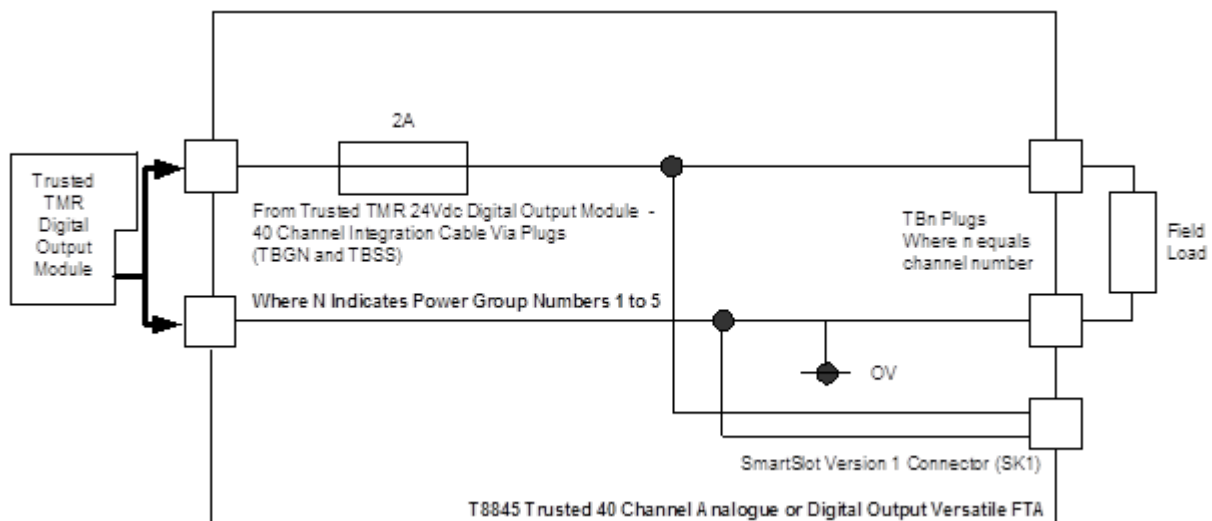 2A
Trusted
TMR
Digital
Output
Module
From Trusted TMR 24Vdc Digital Output Module -
40 Channel Integration Cable Via Plugs
(TBGN and TBSS)
TBn Plugs
Where n equals
channel number
Field
Load
Where N Indicates Power Group Numbers 1 to 5
OV
SmartSlot Version 1 Connector (SK1)
T8845 Trusted 40 Channel Analogue or Digital Output Versatile FTA